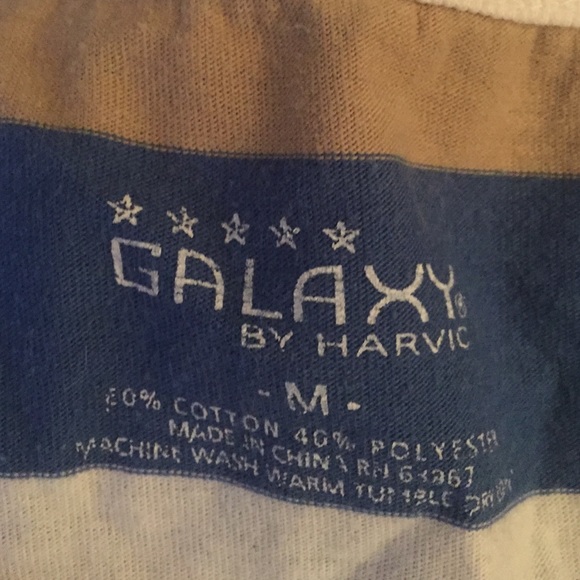 GALAXY®
BY HARVIC
- M -
60% COTTON 40% POLYESTER
MADE IN CHINA RN
MACHINE WASH WARM TUMBLE DRY